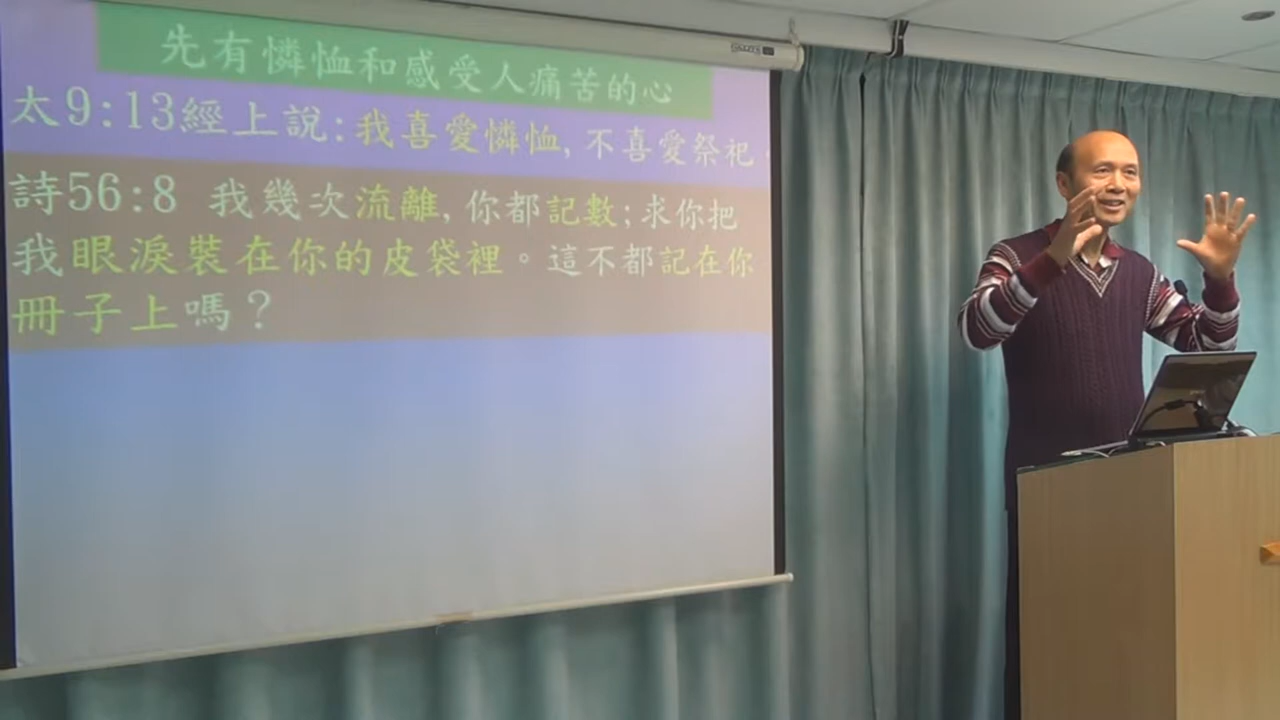 先有憐恤和感受人痛苦的心
太9:13經上說:我喜愛憐恤,不喜愛祭祀。
詩56:8 我幾次流離,你都記數;求你把
我眼淚裝在你的皮袋裡。這不都記在你
冊子上嗎？